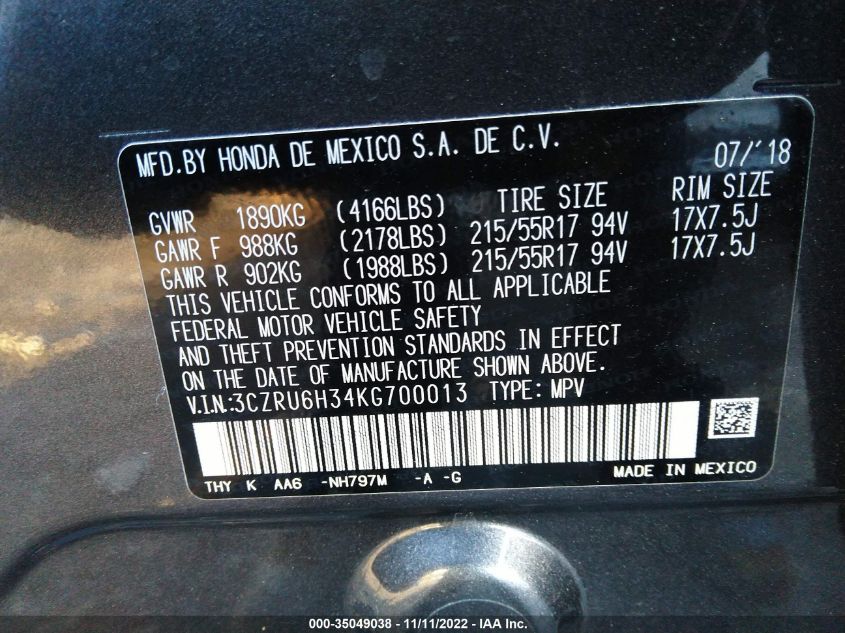 MFD.BY HONDA DE MEXICO S.A. DE C.V. 07/'18
GVWR 1890KG (4166LBS) TIRE SIZE RIM SIZE
GAWR F 988KG (2178LBS) 215/55R17 94V 17X7.5J
GAWR R 902KG (1988LBS) 215/55R17 94V 17X7.5J
THIS VEHICLE CONFORMS TO ALL APPLICABLE
FEDERAL MOTOR VEHICLE SAFETY
AND THEFT PREVENTION STANDARDS IN EFFECT
ON THE DATE OF MANUFACTURE SHOWN ABOVE.
V.I.N.:3CZRU6H34KG700013 TYPE: MPV
THY K AA6 -NH797M -A -G MADE IN MEXICO
000-35049038 - 11/11/2022 - IAA Inc.